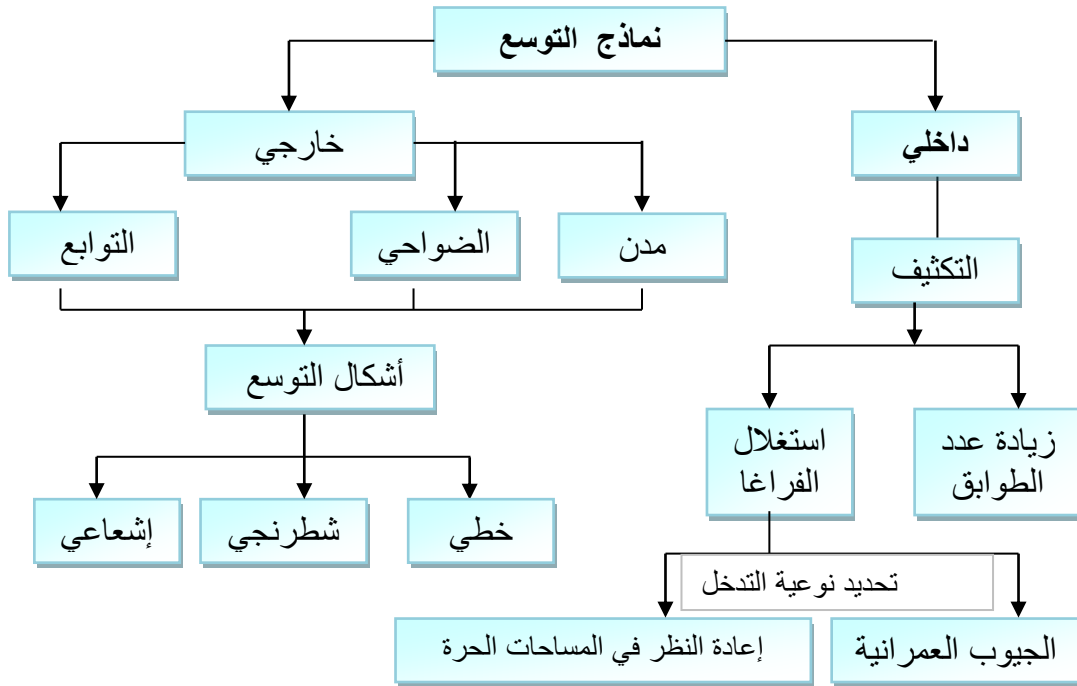 نماذج التوسع
خارجي
داخلي
مدن
الضواحي
التوابع
التكثيف
أشكال التوسع
زيادة عدد
الطوابق
استغلال
الفراغا
خطي
شطرنجي
إشعاعي
تحديد نوعية التدخل
الجيوب العمرانية
إعادة النظر في المساحات الحرة